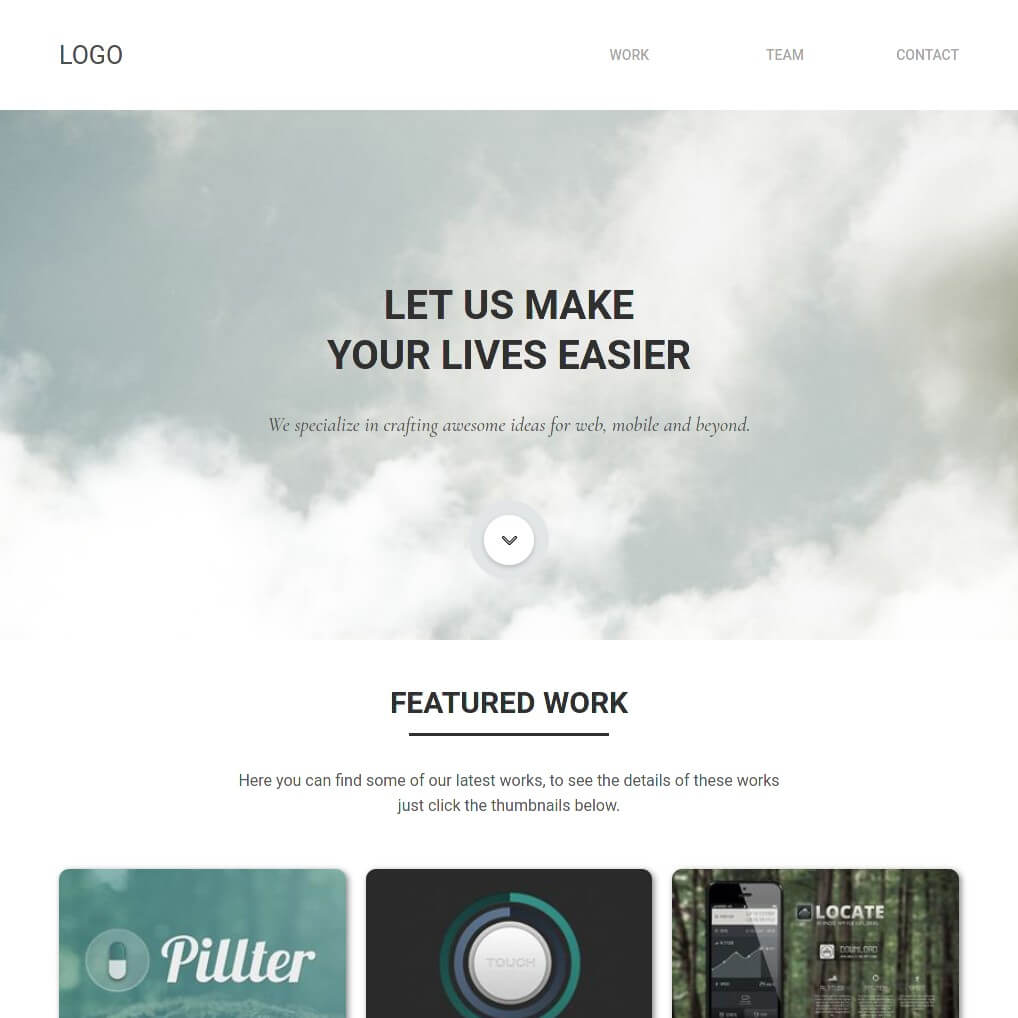 LOGO
WORK
TEAM
CONTACT
LET US MAKE
YOUR LIVES EASIER
We specialize in crafting awesome ideas for web, mobile and beyond.
FEATURED WORK
Here you can find some of our latest works, to see the details of these works
just click the thumbnails below.
Pillter
TOUCH
LOCATE
DOWNLOAD